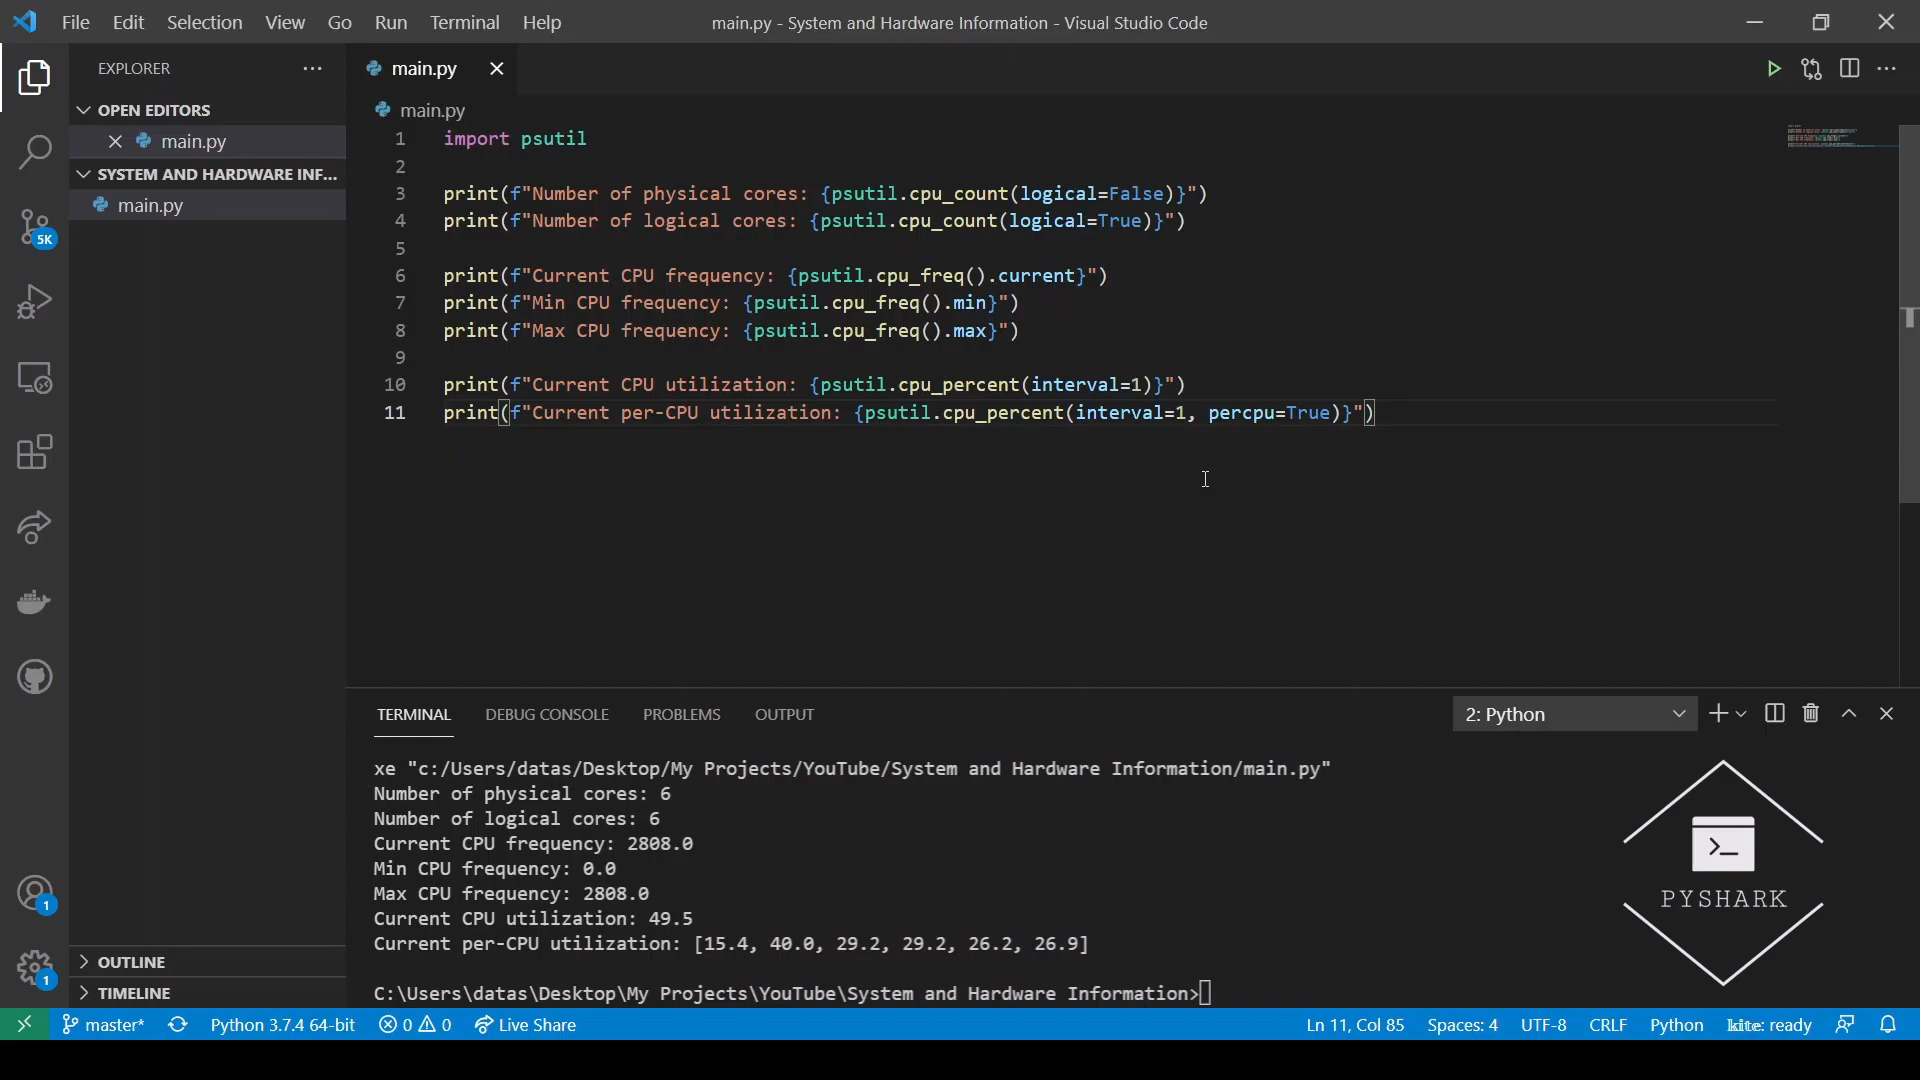 File Edit Selection View Go Run Terminal Help
main.py - System and Hardware Information - Visual Studio Code
EXPLORER
OPEN EDITORS
main.py
SYSTEM AND HARDWARE INF...
main.py
OUTLINE
TIMELINE
5K
1
1
main.py
main.py
1 import psutil
2
3 print(f"Number of physical cores: {psutil.cpu_count(logical=False)}")
4 print(f"Number of logical cores: {psutil.cpu_count(logical=True)}")
5
6 print(f"Current CPU frequency: {psutil.cpu_freq().current}")
7 print(f"Min CPU frequency: {psutil.cpu_freq().min}")
8 print(f"Max CPU frequency: {psutil.cpu_freq().max}")
9
10 print(f"Current CPU utilization: {psutil.cpu_percent(interval=1)}")
11 print(f"Current per-CPU utilization: {psutil.cpu_percent(interval=1, percpu=True)}")
TERMINAL DEBUG CONSOLE PROBLEMS OUTPUT
2: Python
xe "c:/Users/datas/Desktop/My Projects/YouTube/System and Hardware Information/main.py"
Number of physical cores: 6
Number of logical cores: 6
Current CPU frequency: 2808.0
Min CPU frequency: 0.0
Max CPU frequency: 2808.0
Current CPU utilization: 49.5
Current per-CPU utilization: [15.4, 40.0, 29.2, 29.2, 26.2, 26.9]
C:\Users\datas\Desktop\My Projects\YouTube\System and Hardware Information>
PYSHARK
master* Python 3.7.4 64-bit 0 0 Live Share
Ln 11, Col 85 Spaces: 4 UTF-8 CRLF Python kite: ready